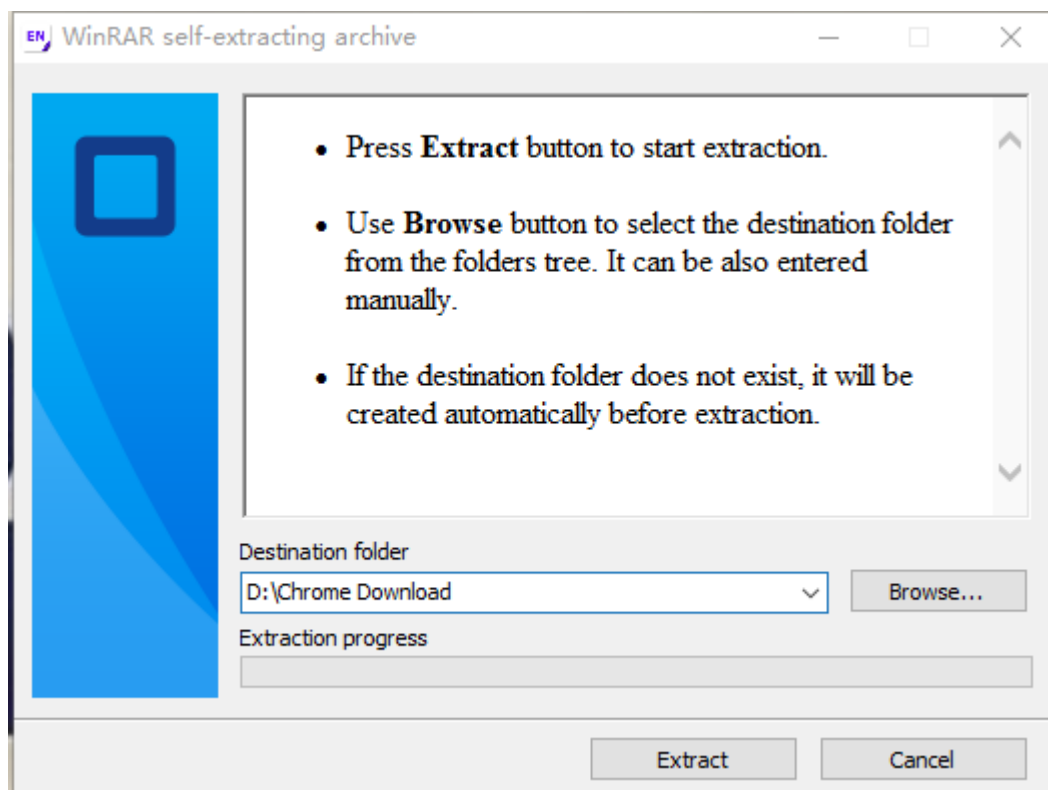 EN
WinRAR self-extracting archive
• Press Extract button to start extraction.
• Use Browse button to select the destination folder
from the folders tree. It can be also entered
manually.
• If the destination folder does not exist, it will be
created automatically before extraction.
Destination folder
D:\Chrome Download
Browse...
Extraction progress
Extract
Cancel